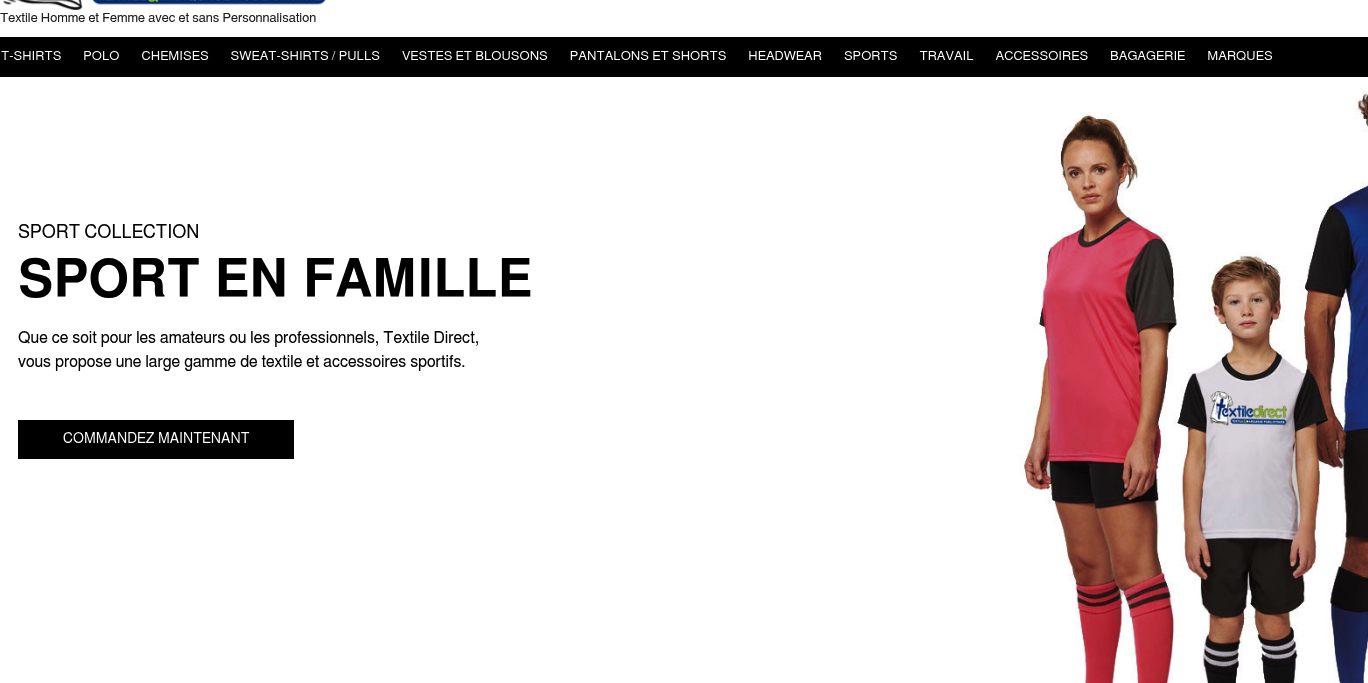 Textile Homme et Femme avec et sans Personnalisation
T-SHIRTS POLO CHEMISES SWEAT-SHIRTS / PULLS VESTES ET BLOUSONS PANTALONS ET SHORTS HEADWEAR SPORTS TRAVAIL ACCESSOIRES BAGAGERIE MARQUES
SPORT COLLECTION
SPORT EN FAMILLE
Que ce soit pour les amateurs ou les professionnels, Textile Direct,
vous propose une large gamme de textile et accessoires sportifs.
COMMANDEZ MAINTENANT
textiledirect